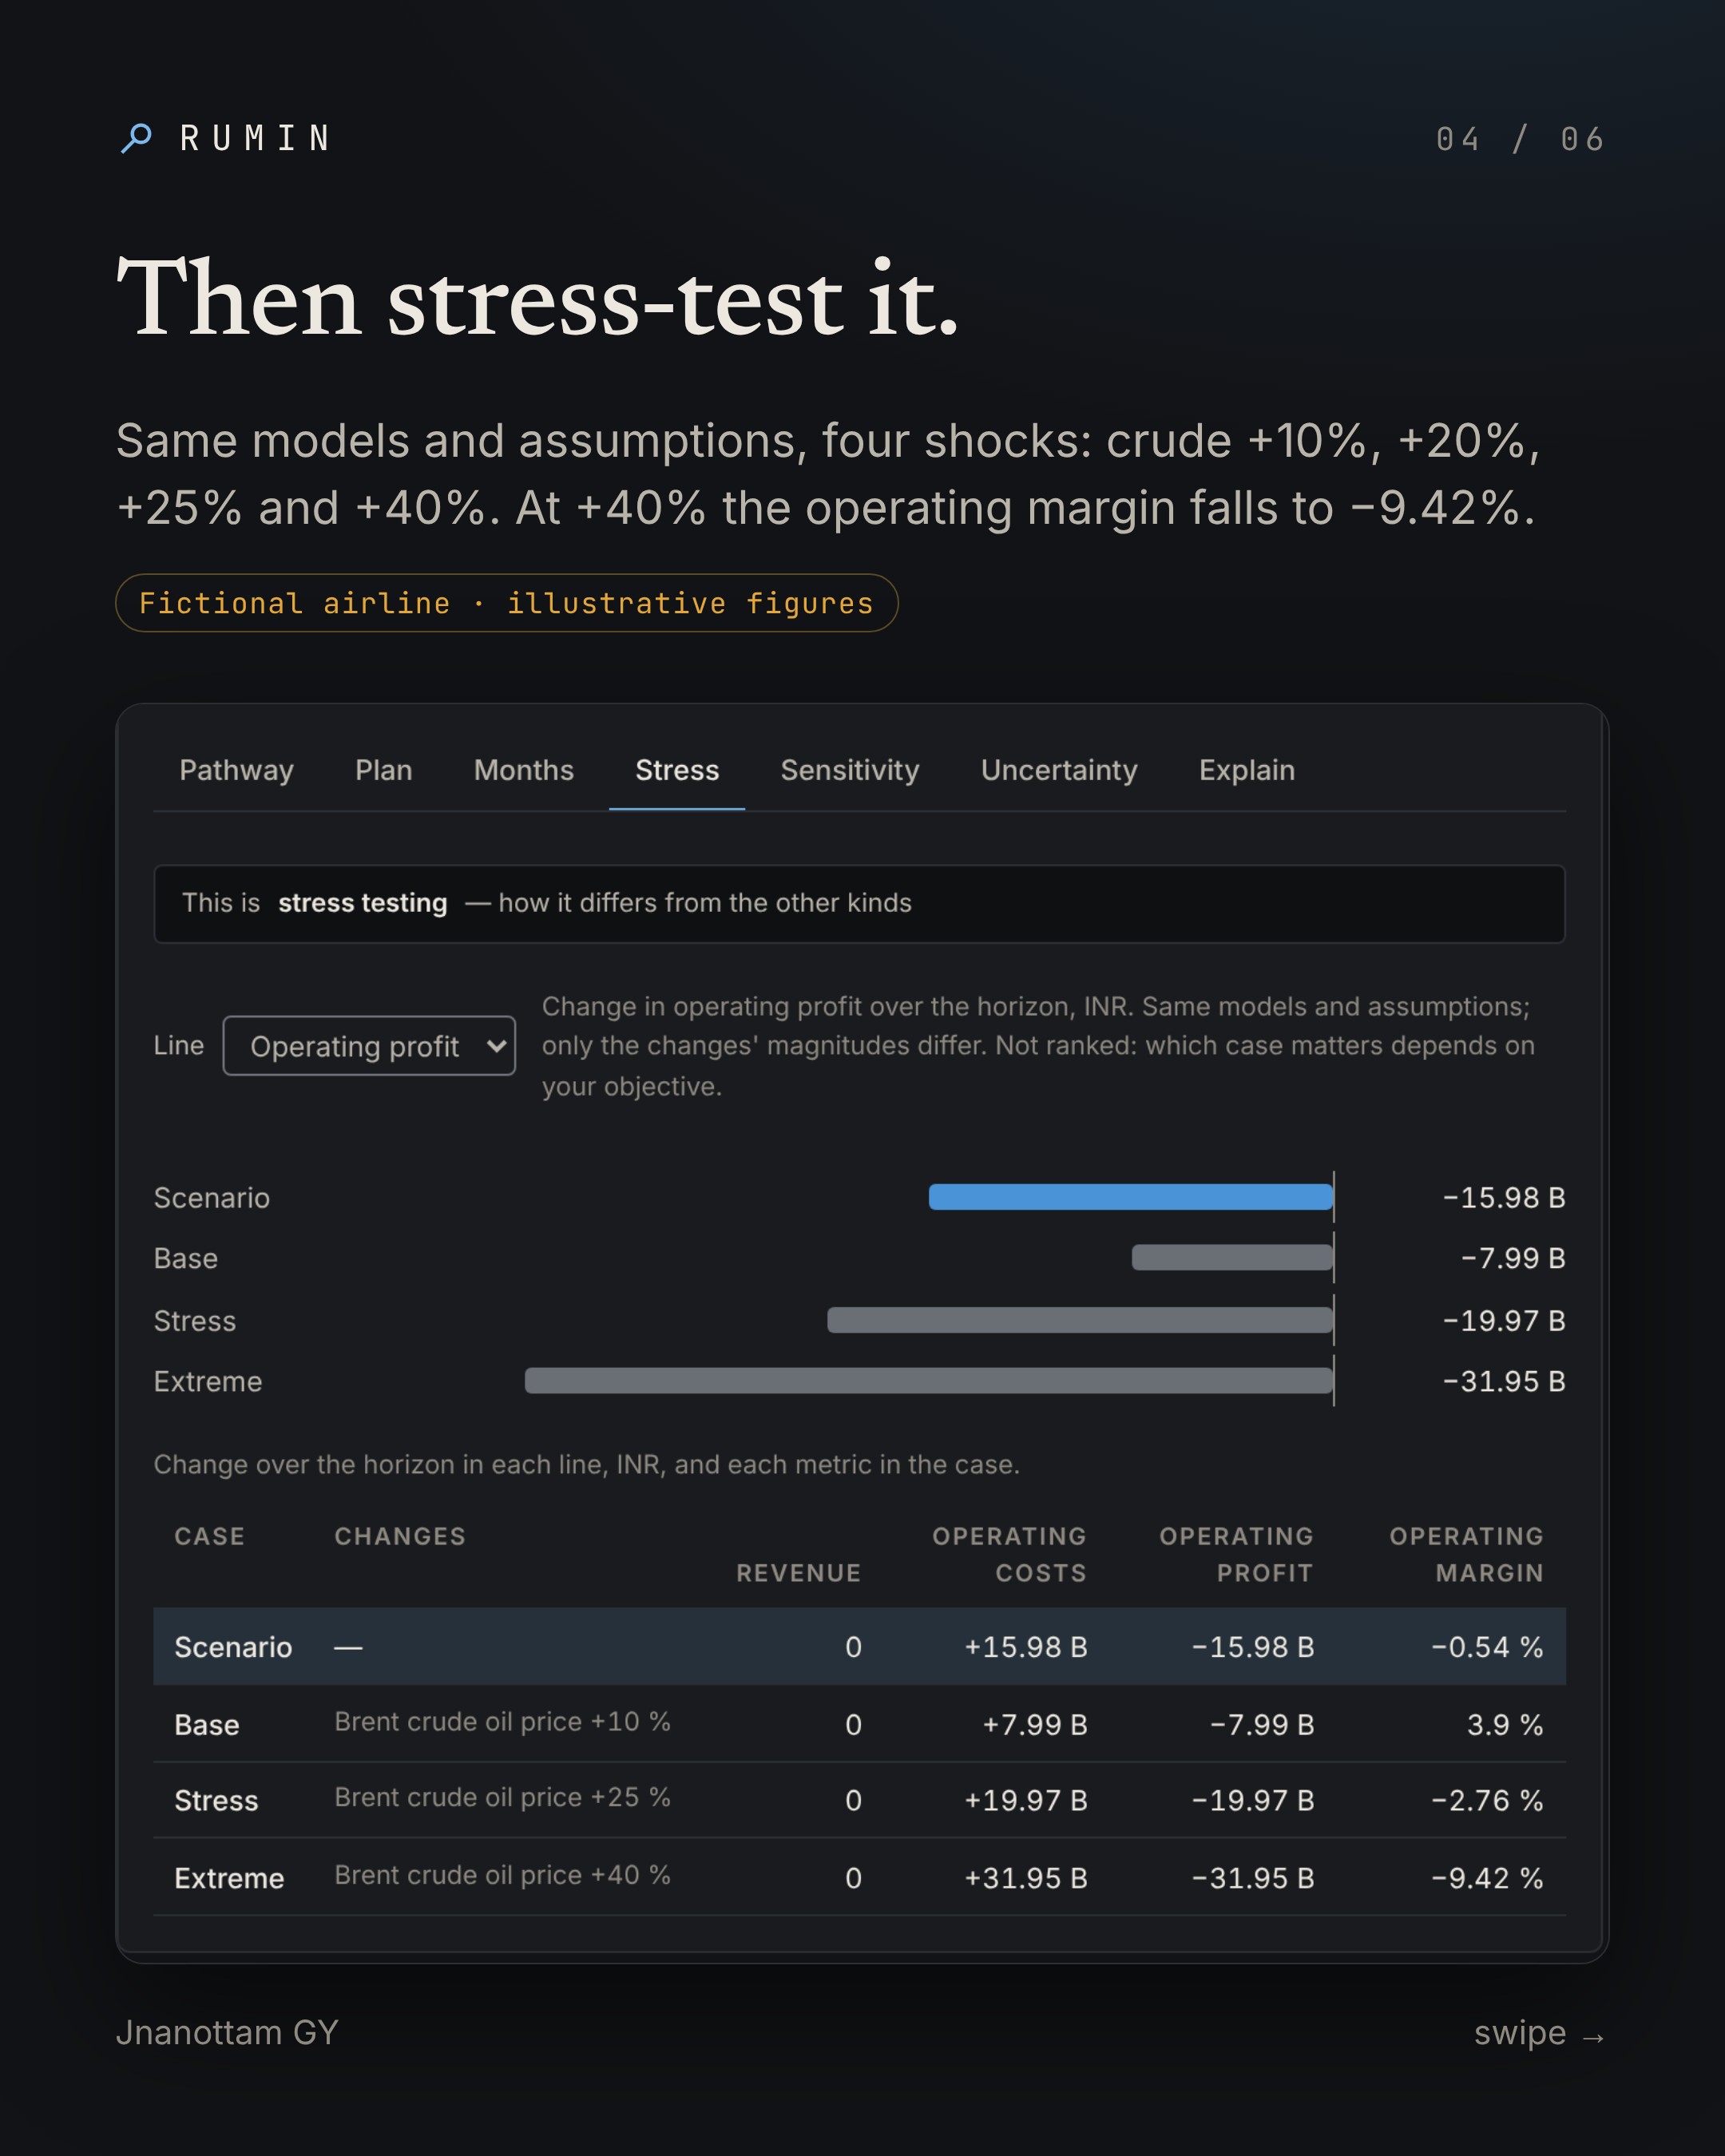 RUMIN
04 / 06
Then stress-test it.
Same models and assumptions, four shocks: crude +10%, +20%,
+25% and +40%. At +40% the operating margin falls to −9.42%.
Fictional airline · illustrative figures
Pathway Plan Months Stress Sensitivity Uncertainty Explain
This is stress testing — how it differs from the other kinds
Line Operating profit
Change in operating profit over the horizon, INR. Same models and assumptions;
only the changes' magnitudes differ. Not ranked: which case matters depends on
your objective.
Scenario −15.98 B
Base −7.99 B
Stress −19.97 B
Extreme −31.95 B
Change over the horizon in each line, INR, and each metric in the case.
CASE CHANGES REVENUE OPERATING COSTS OPERATING PROFIT OPERATING MARGIN
Scenario — 0 +15.98 B −15.98 B −0.54 %
Base Brent crude oil price +10 % 0 +7.99 B −7.99 B 3.9 %
Stress Brent crude oil price +25 % 0 +19.97 B −19.97 B −2.76 %
Extreme Brent crude oil price +40 % 0 +31.95 B −31.95 B −9.42 %
Jnanottam GY
swipe →